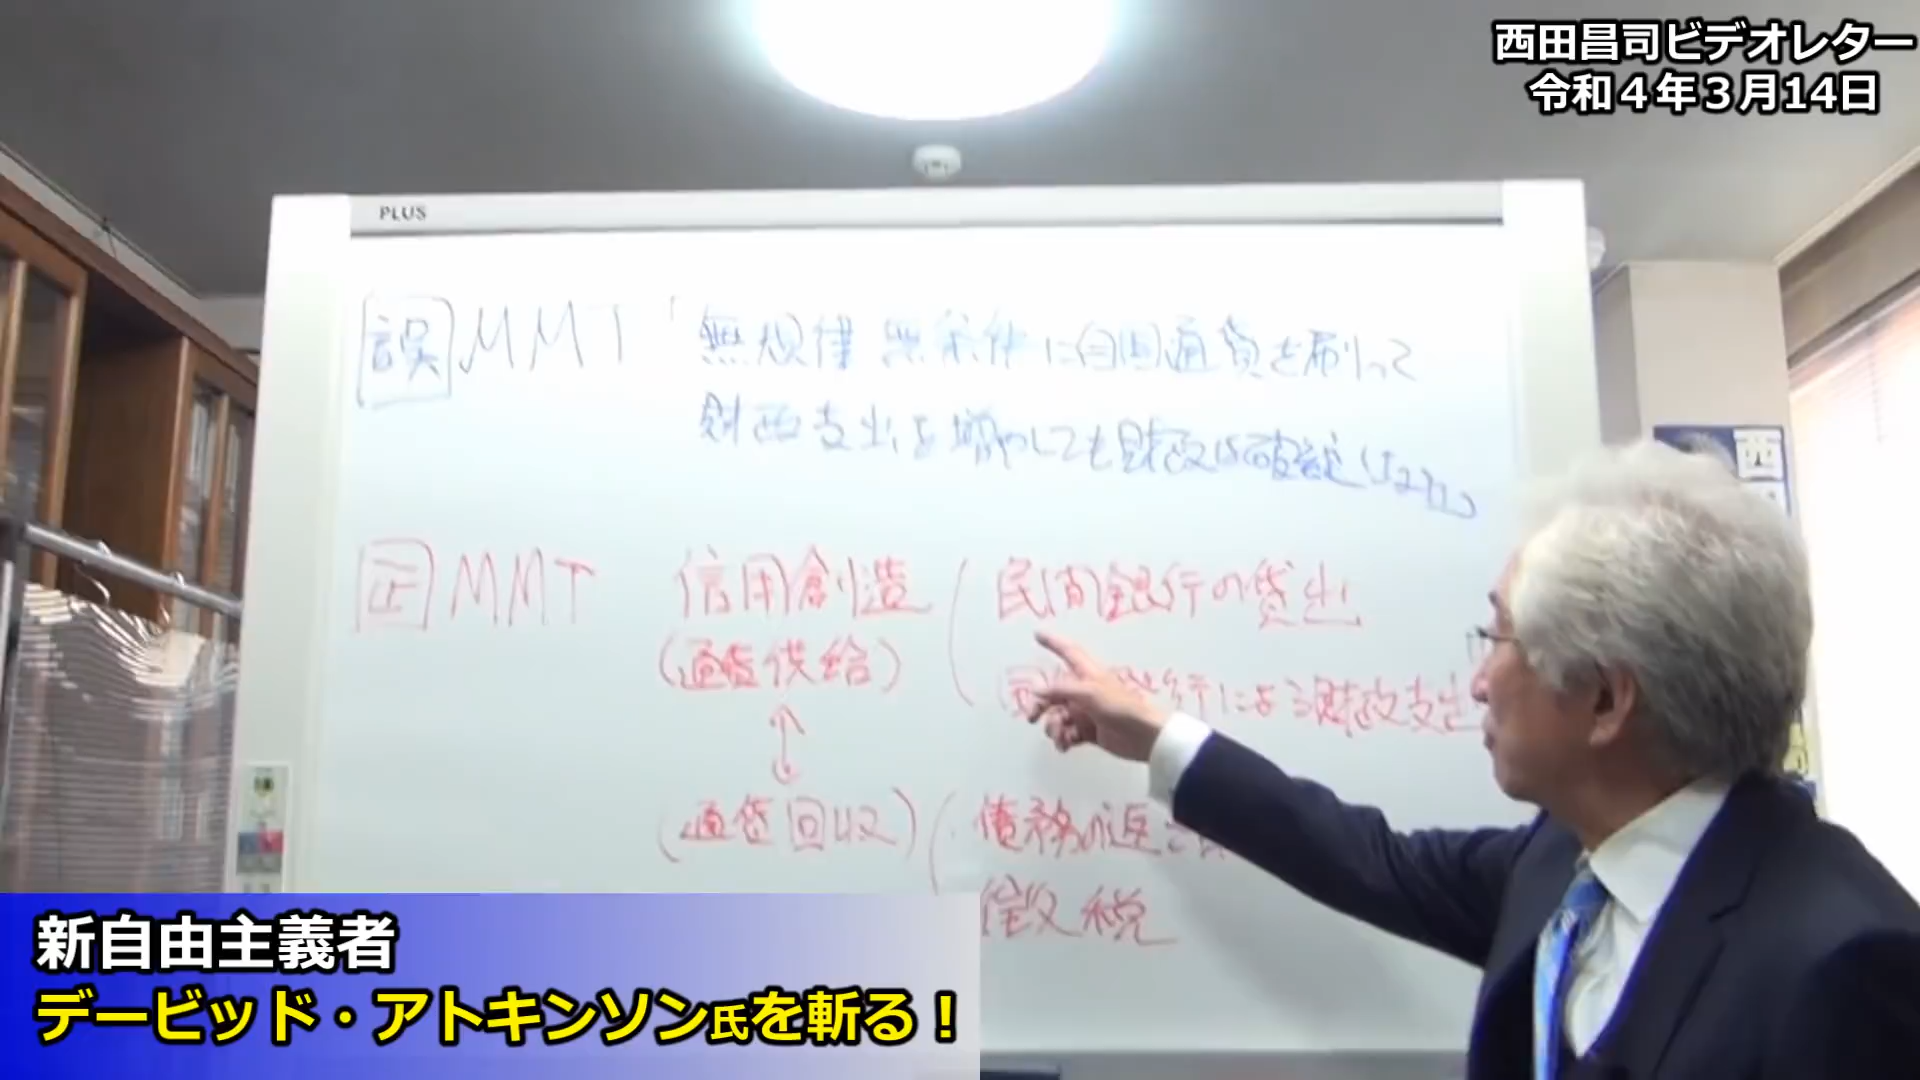 西田昌司ビデオレター
令和4年3月14日
PLUS
誤 MMT「無規律 無条件に自国通貨を刷って
財政支出を増やしても財政は破綻しない」
正 MMT 信用創造 民間銀行の貸出
(通貨供給) 発行による財政支出
(通貨回収) 債務の返済
徴税
新自由主義者
デービッド・アトキンソン氏を斬る！